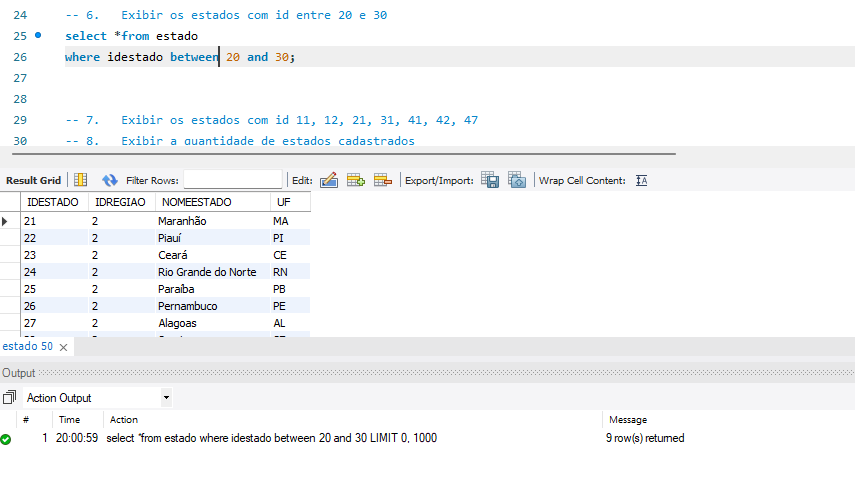 24 -- 6. Exibir os estados com id entre 20 e 30
25 select *from estado
26 where idestado between 20 and 30;
27
28
29 -- 7. Exibir os estados com id 11, 12, 21, 31, 41, 42, 47
30 -- 8. Exibir a quantidade de estados cadastrados
Result Grid Filter Rows: Edit: Export/Import: Wrap Cell Content:
IDESTADO IDREGIAO NOMEESTADO UF
21 2 Maranhão MA
22 2 Piauí PI
23 2 Ceará CE
24 2 Rio Grande do Norte RN
25 2 Paraíba PB
26 2 Pernambuco PE
27 2 Alagoas AL
estado 50
Output
Action Output
# Time Action Message
1 20:00:59 select *from estado where idestado between 20 and 30 LIMIT 0, 1000 9 row(s) returned